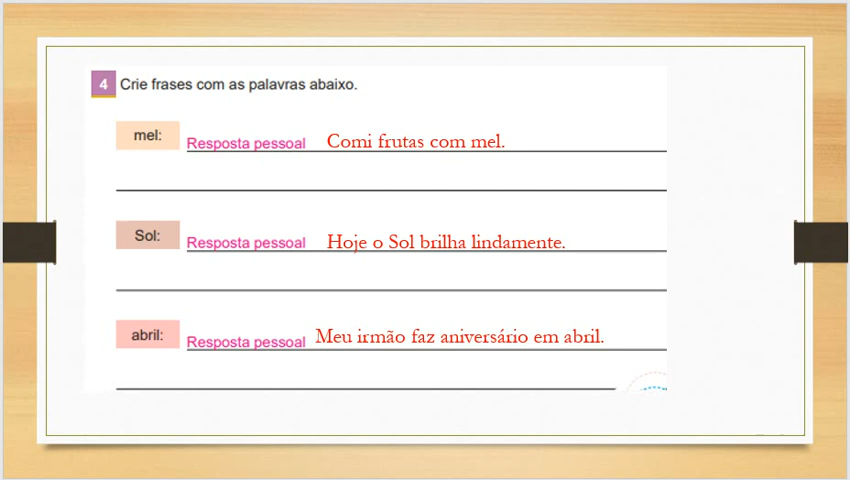 4 Crie frases com as palavras abaixo.
mel: Resposta pessoal Comi frutas com mel.
Sol: Resposta pessoal Hoje o Sol brilha lindamente.
abril: Resposta pessoal Meu irmão faz aniversário em abril.